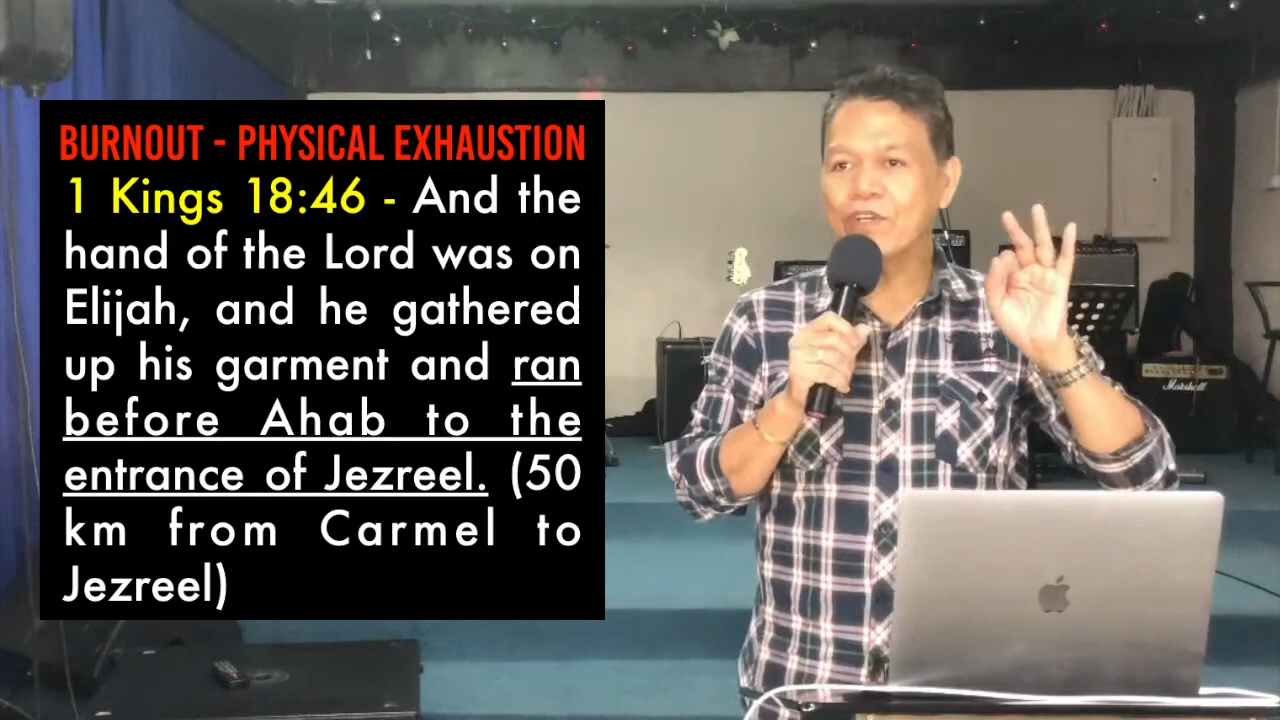 BURNOUT - PHYSICAL EXHAUSTION
1 Kings 18:46 - And the
hand of the Lord was on
Elijah, and he gathered
up his garment and ran
before Ahab to the
entrance of Jezreel. (50
km from Carmel to
Jezreel)
Marshall